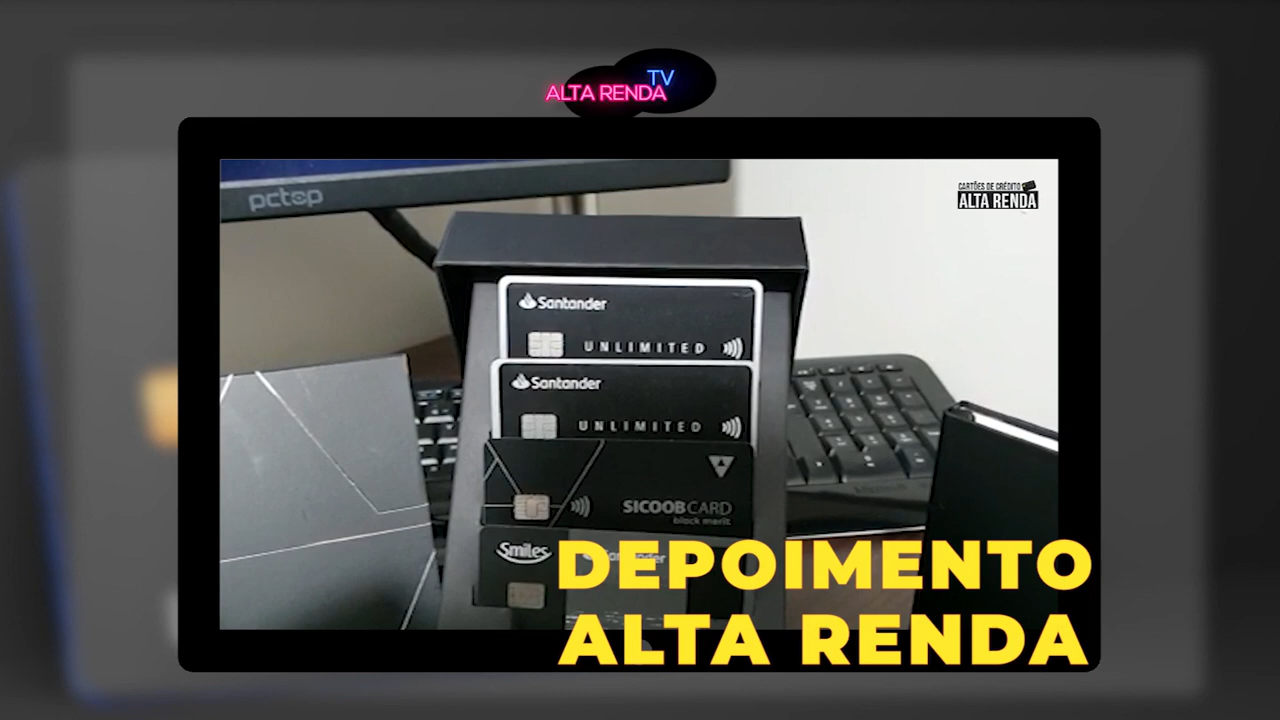 TV
ALTA RENDA
pctop
CARTÕES DE CRÉDITO
ALTA RENDA
Santander
UNLIMITED
Santander
UNLIMITED
SICOOBCARD
black merit
Smiles
DEPOIMENTO
ALTA RENDA